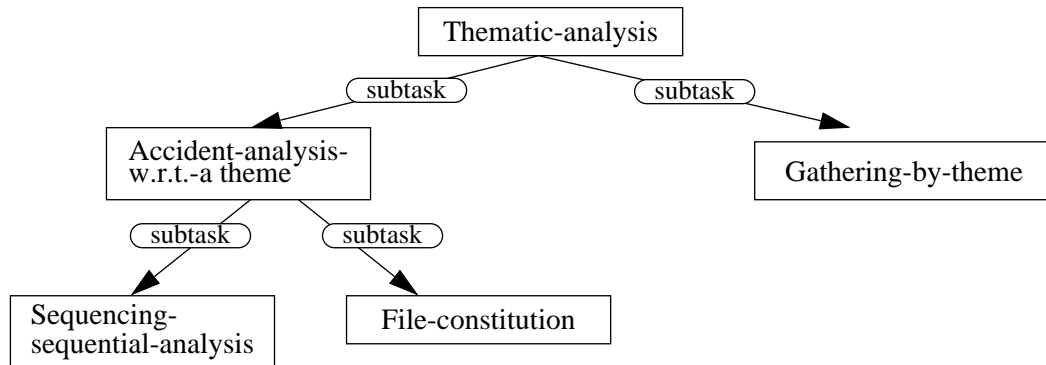 Thematic-analysis
subtask
subtask
Accident-analysis-
w.r.t.-a theme
Gathering-by-theme
subtask
subtask
Sequencing-
sequential-analysis
File-constitution